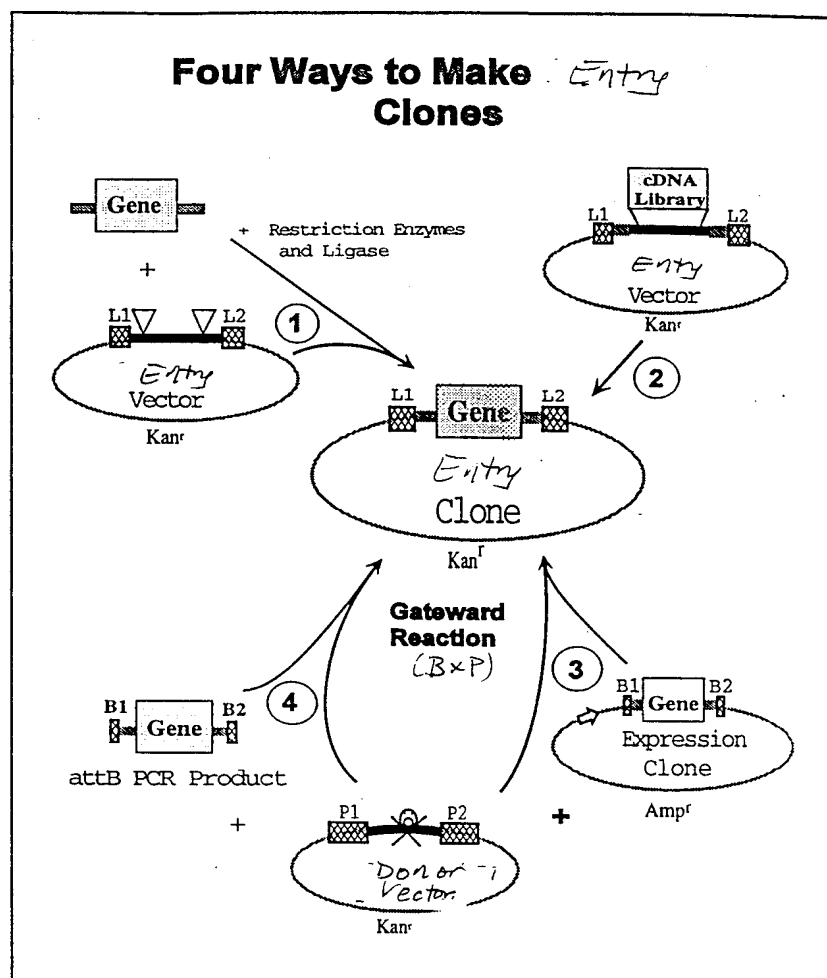 Four Ways to Make Entry
Clones
Gene
+ Restriction Enzymes
and Ligase
+
L1 L2
Entry
Vector
Kanr
1
cDNA
Library
L1 L2
Entry
Vector
Kanr
2
L1 Gene L2
Entry
Clone
Kanr
Gateward
Reaction
(B×P)
4
3
B1 Gene B2
attB PCR Product
+
B1 Gene B2
Expression
Clone
Ampr
+
P1 P2
Donor
Vector
Kanr